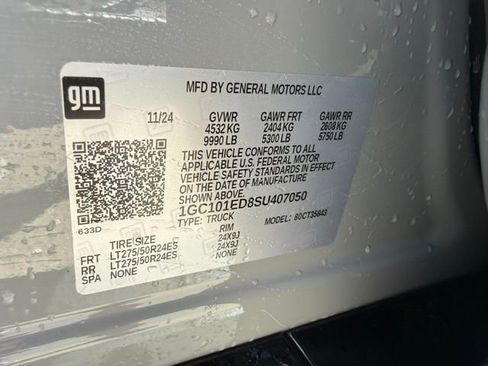 gm
MFD BY GENERAL MOTORS LLC
11/24 GVWR GAWR FRT GAWR RR
4532 KG 2404 KG 2608 KG
9990 LB 5300 LB 5750 LB
THIS VEHICLE CONFORMS TO ALL
APPLICABLE U.S. FEDERAL MOTOR
VEHICLE SAFETY STANDARDS IN EFFECT
ON THE DATE OF MANUFACTURE
SHOWN ABOVE.
1GC101ED8SU407050
633D TYPE: TRUCK MODEL: 80CT35843
TIRE SIZE RIM
FRT LT275/50R24ES 24X9J
RR LT275/50R24ES 24X9J
SPA NONE NONE